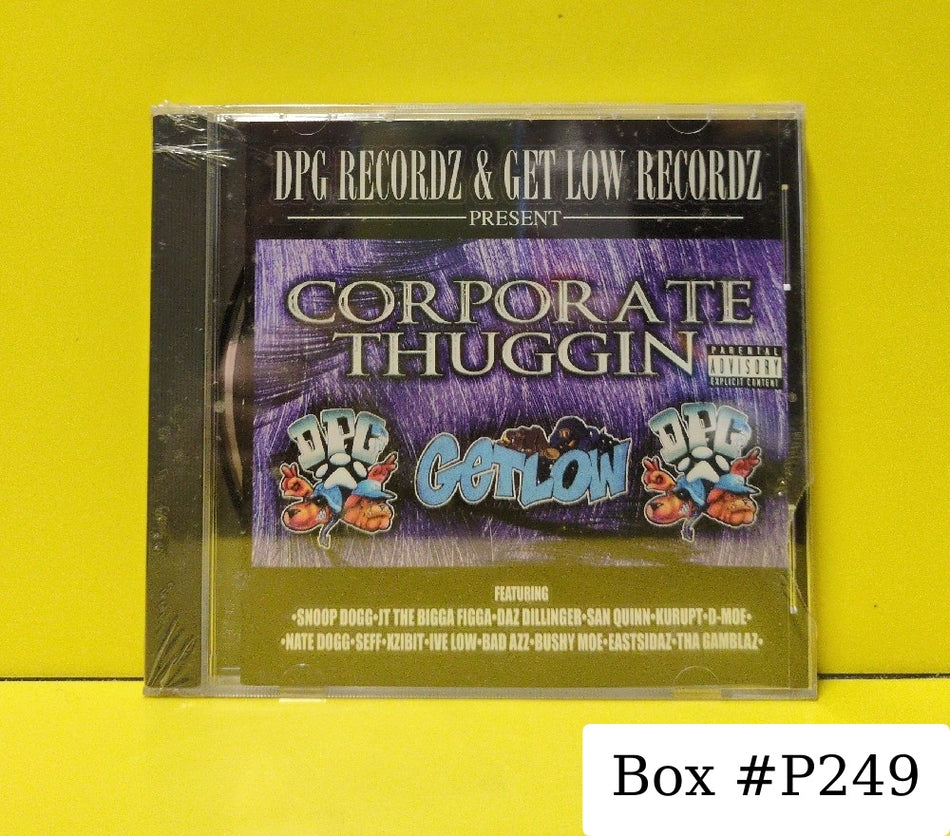 DPG RECORDZ & GET LOW RECORDZ
PRESENT
CORPORATE
THUGGIN
PARENTAL
ADVISORY
EXPLICIT CONTENT
DPG GETLOW DPG
FEATURING
•SNOOP DOGG•JT THE BIGGA FIGGA•DAZ DILLINGER•SAN QUINN•KURUPT•D-MOE•
•NATE DOGG•SEFF•XZIBIT•IVE LOW•BAD AZZ•BUSHY MOE•EASTSIDAZ•THA GAMBLAZ•
Box #P249